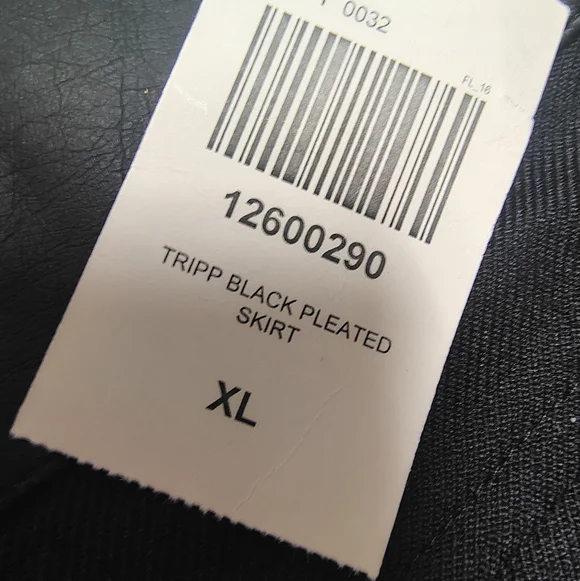 0032
FL_16
12600290
TRIPP BLACK PLEATED
SKIRT
XL